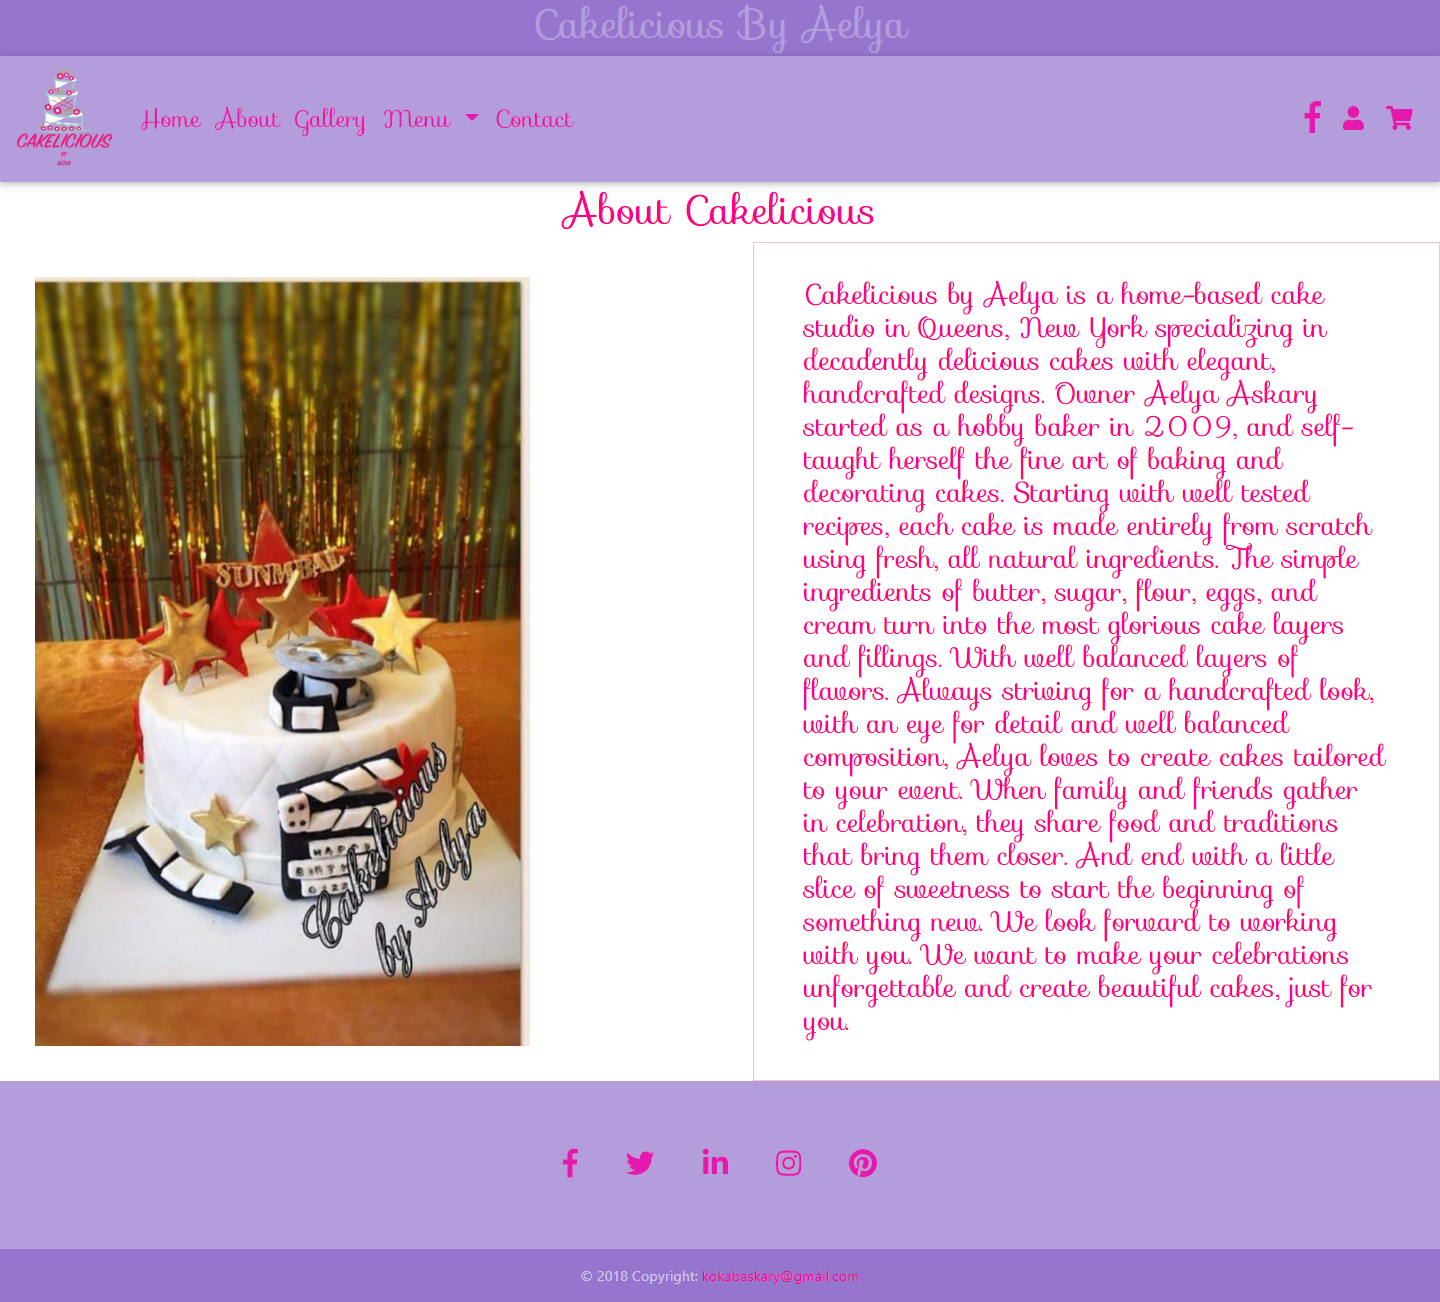 Cakelicious By Aelya
CAKELICIOUS
BY
AELYA
Home About Gallery Menu Contact
About Cakelicious
Cakelicious by Aelya is a home-based cake
studio in Queens, New York specializing in
decadently delicious cakes with elegant,
handcrafted designs. Owner Aelya Askary
started as a hobby baker in 2009, and self-
taught herself the fine art of baking and
decorating cakes. Starting with well tested
recipes, each cake is made entirely from scratch
using fresh, all natural ingredients. The simple
ingredients of butter, sugar, flour, eggs, and
cream turn into the most glorious cake layers
and fillings. With well balanced layers of
flavors. Always striving for a handcrafted look,
with an eye for detail and well balanced
composition, Aelya loves to create cakes tailored
to your event. When family and friends gather
in celebration, they share food and traditions
that bring them closer. And end with a little
slice of sweetness to start the beginning of
something new. We look forward to working
with you. We want to make your celebrations
unforgettable and create beautiful cakes, just for
you.
HAPPY
Cakelicious
by Aelya
© 2018 Copyright: kokabaskary@gmail.com